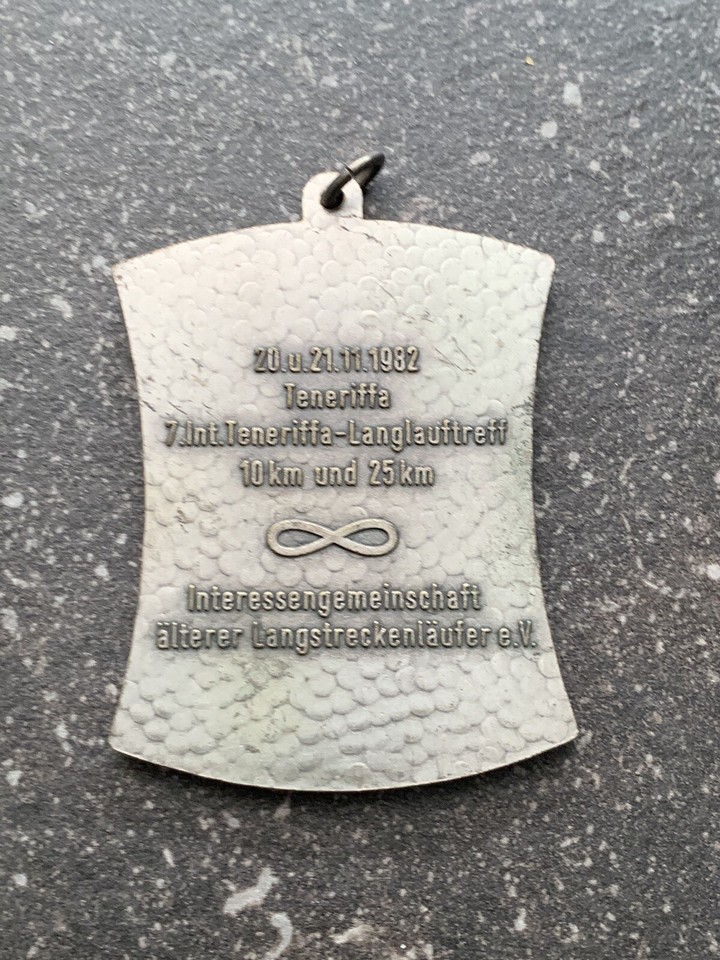 20.u.21.11.1982
Teneriffa
7.Int.Teneriffa-Langlauftreff
10 km und 25 km
Interessengemeinschaft
älterer Langstreckenläufer e.V.